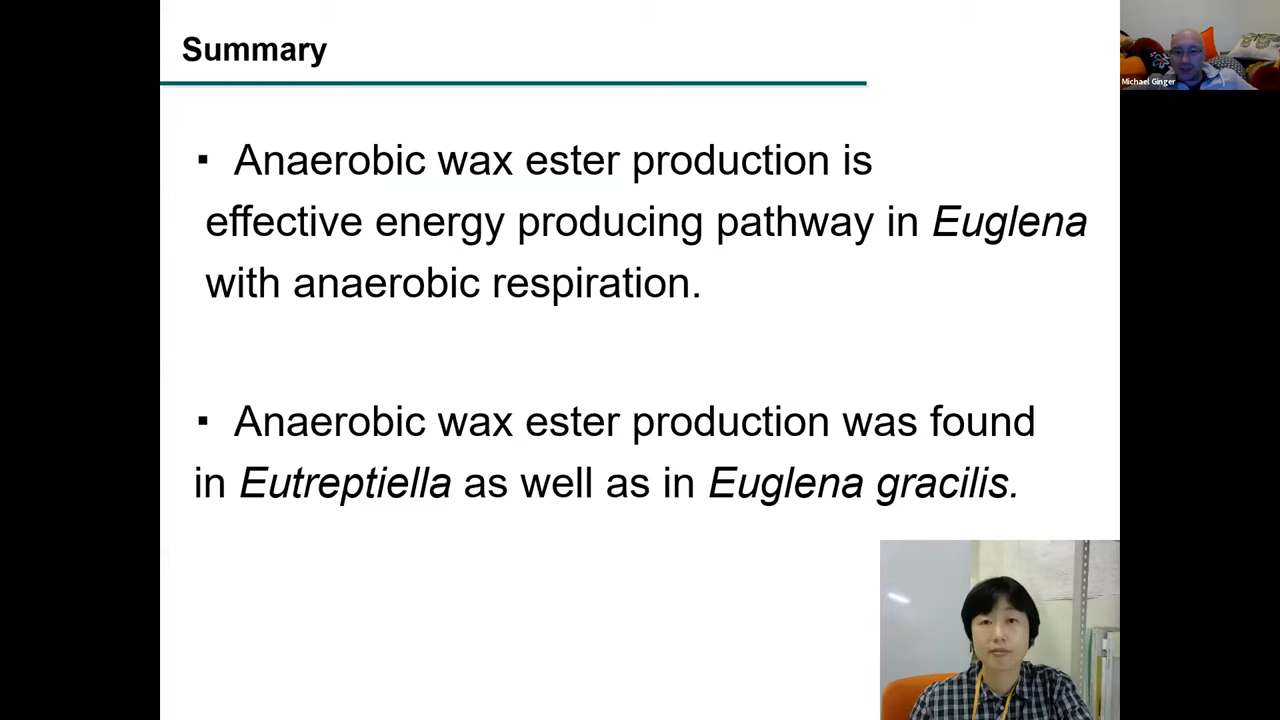 Summary
▪ Anaerobic wax ester production is
effective energy producing pathway in Euglena
with anaerobic respiration.
▪ Anaerobic wax ester production was found
in Eutreptiella as well as in Euglena gracilis.
Michael Ginger